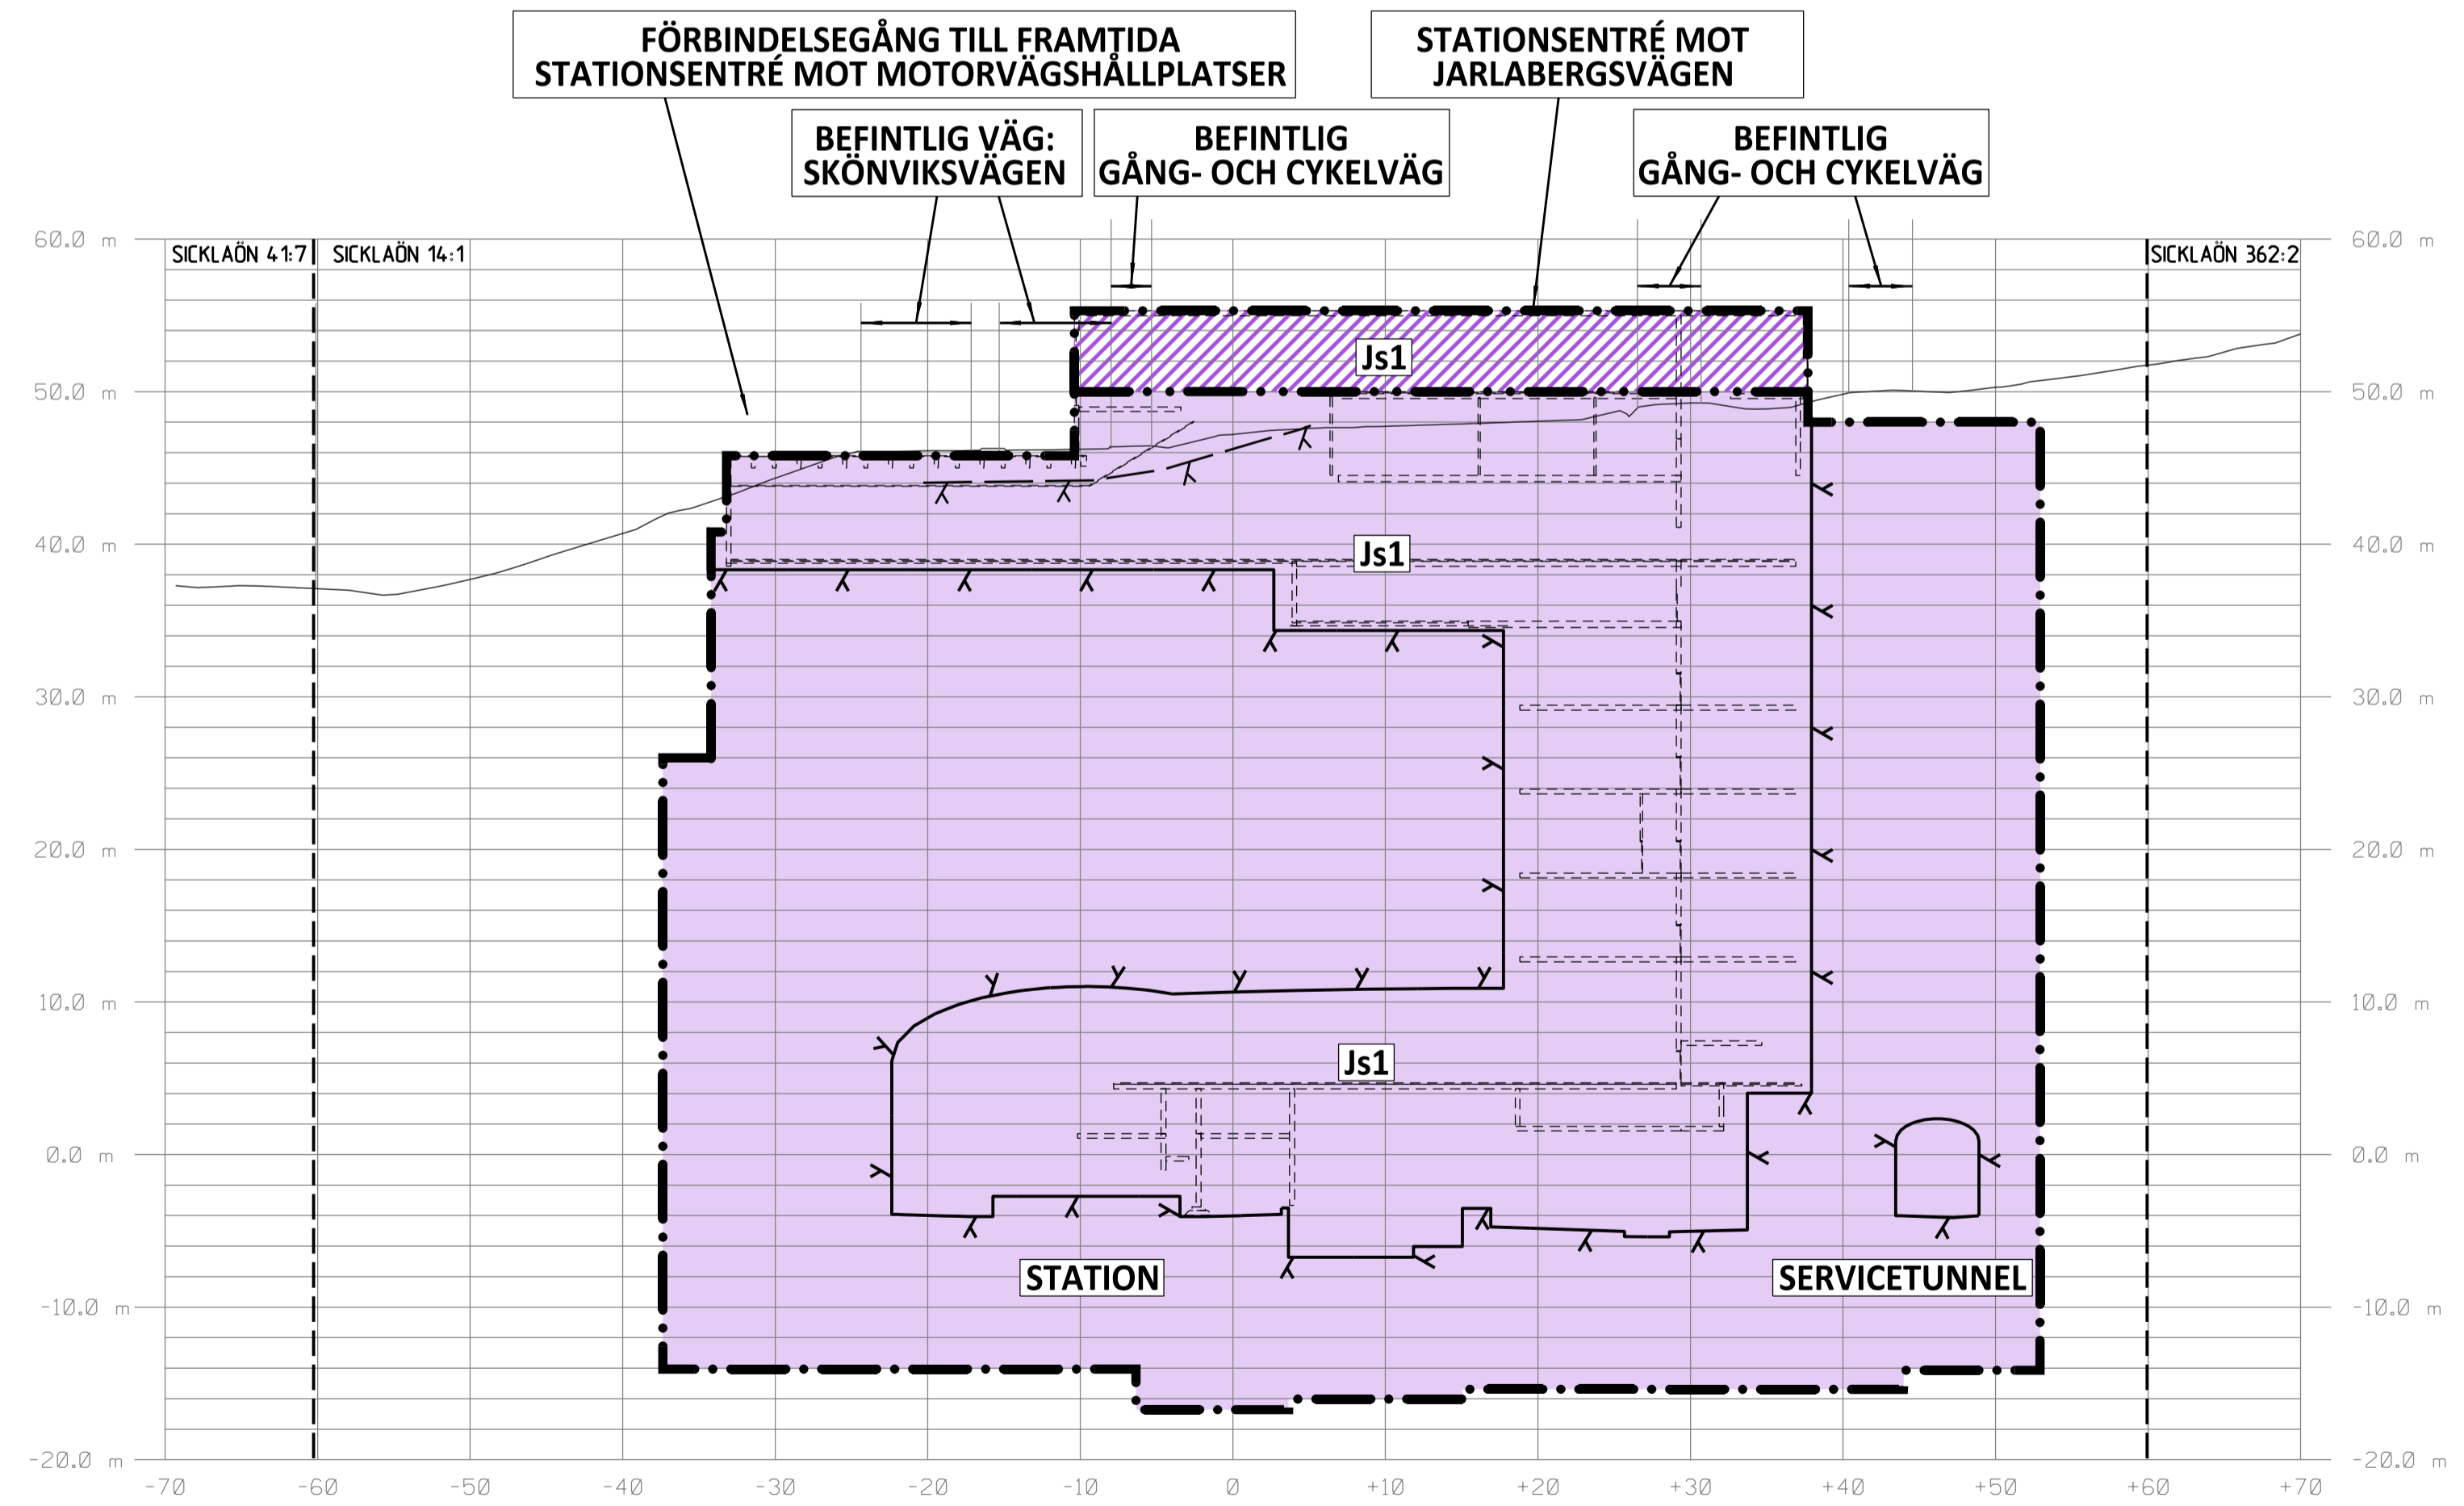 FÖRBINDELSEGÅNG TILL FRAMTIDA
STATIONSENTRÉ MOT MOTORVÄGSHÅLLPLATSER
STATIONSENTRÉ MOT
JARLABERGSVÄGEN
BEFINTLIG VÄG:
SKÖNVIKSVÄGEN
BEFINTLIG
GÅNG- OCH CYKELVÄG
BEFINTLIG
GÅNG- OCH CYKELVÄG
60.0 m
60.0 m
SICKLAÖN 41:7
SICKLAÖN 14:1
SICKLAÖN 362:2
Js1
50.0 m
50.0 m
Js1
40.0 m
40.0 m
30.0 m
30.0 m
20.0 m
20.0 m
10.0 m
10.0 m
Js1
0.0 m
0.0 m
STATION
SERVICETUNNEL
-10.0 m
-10.0 m
-20.0 m
-20.0 m
-70
-60
-50
-40
-30
-20
-10
0
+10
+20
+30
+40
+50
+60
+70